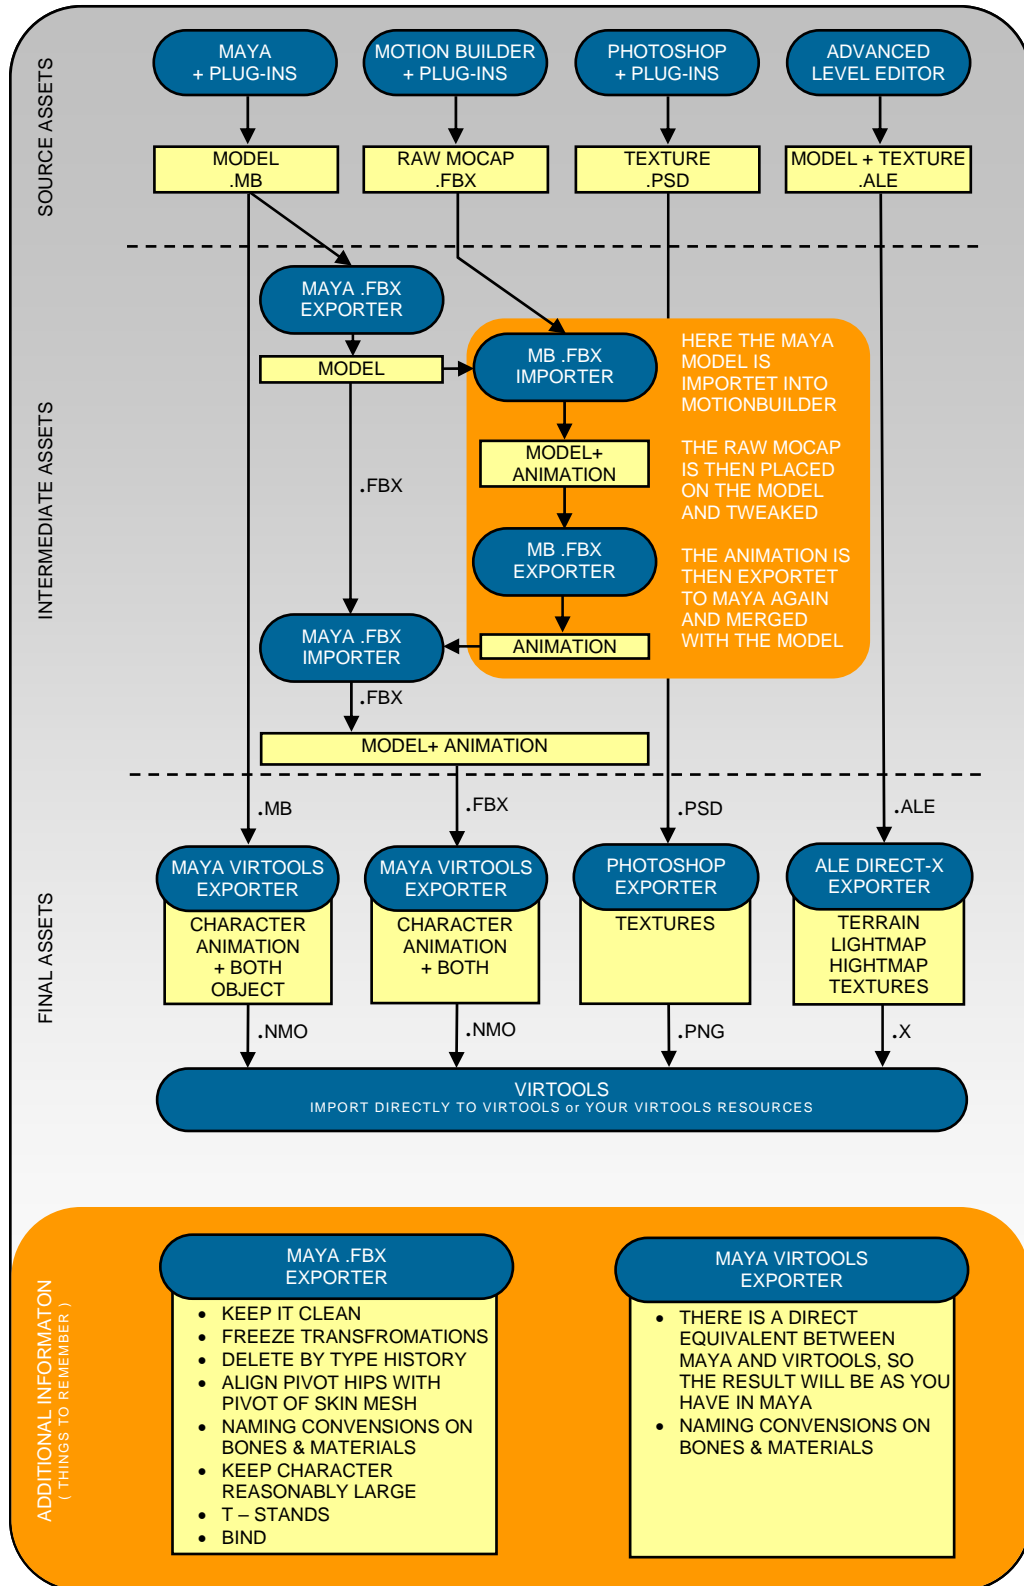 SOURCE ASSETS
MAYA
+ PLUG-INS
MOTION BUILDER
+ PLUG-INS
PHOTOSHOP
+ PLUG-INS
ADVANCED
LEVEL EDITOR
MODEL
.MB
RAW MOCAP
.FBX
TEXTURE
.PSD
MODEL + TEXTURE
.ALE
INTERMEDIATE ASSETS
MAYA .FBX
EXPORTER
MODEL
MB .FBX
IMPORTER
HERE THE MAYA
MODEL IS
IMPORTET INTO
MOTIONBUILDER
MODEL+
ANIMATION
THE RAW MOCAP
IS THEN PLACED
ON THE MODEL
AND TWEAKED
.FBX
MB .FBX
EXPORTER
THE ANIMATION IS
THEN EXPORTET
TO MAYA AGAIN
AND MERGED
WITH THE MODEL
MAYA .FBX
IMPORTER
ANIMATION
.FBX
MODEL+ ANIMATION
FINAL ASSETS
.MB
.FBX
.PSD
.ALE
MAYA VIRTOOLS
EXPORTER
CHARACTER
ANIMATION
+ BOTH
OBJECT
MAYA VIRTOOLS
EXPORTER
CHARACTER
ANIMATION
+ BOTH
PHOTOSHOP
EXPORTER
TEXTURES
ALE DIRECT-X
EXPORTER
TERRAIN
LIGHTMAP
HIGHTMAP
TEXTURES
.NMO
.NMO
.PNG
.X
VIRTOOLS
IMPORT DIRECTLY TO VIRTOOLS or YOUR VIRTOOLS RESOURCES
ADDITIONAL INFORMATON
( THINGS TO REMEMBER )
MAYA .FBX
EXPORTER
• KEEP IT CLEAN
• FREEZE TRANSFROMATIONS
• DELETE BY TYPE HISTORY
• ALIGN PIVOT HIPS WITH
PIVOT OF SKIN MESH
• NAMING CONVENSIONS ON
BONES & MATERIALS
• KEEP CHARACTER
REASONABLY LARGE
• T – STANDS
• BIND
MAYA VIRTOOLS
EXPORTER
• THERE IS A DIRECT
EQUIVALENT BETWEEN
MAYA AND VIRTOOLS, SO
THE RESULT WILL BE AS YOU
HAVE IN MAYA
• NAMING CONVENSIONS ON
BONES & MATERIALS